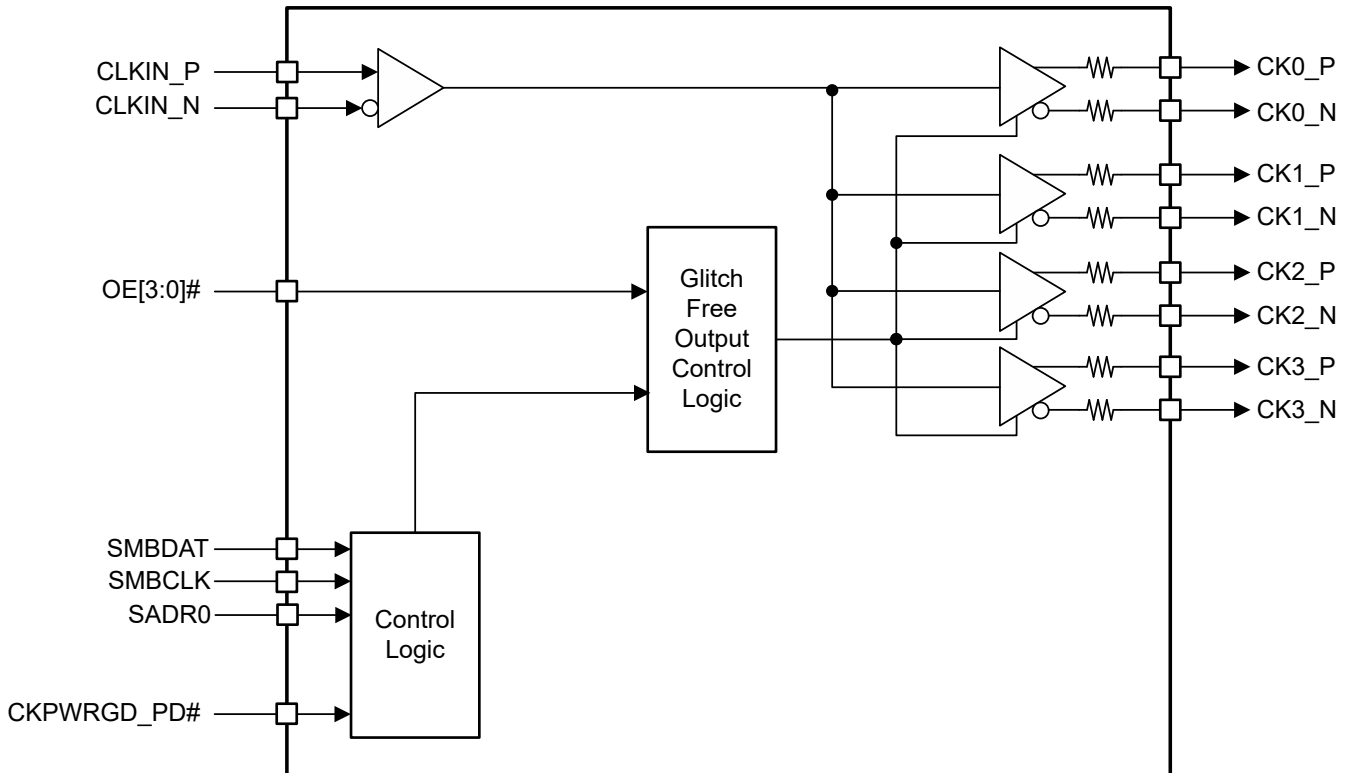 CLKIN_P
CLKIN_N
CK0_P
CK0_N
CK1_P
CK1_N
CK2_P
CK2_N
CK3_P
CK3_N
OE[3:0]#
Glitch
Free
Output
Control
Logic
SMBDAT
SMBCLK
SADR0
Control
Logic
CKPWRGD_PD#